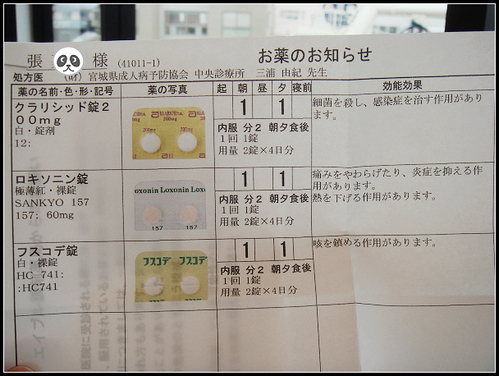 張 様 (41011-1) お薬のお知らせ
処方医 (財) 宮城県成人病予防協会 中央診療所 三浦 由紀 先生
薬の名前・色・形・記号 薬の写真 起 朝 昼 夕 寝前 効能効果
クラリシッド錠2
00mg
白・錠剤
12:
1 1
内服 分2 朝夕食後
1回 1錠
用量 2錠×4日分
細菌を殺し、感染症を治す作用があり
ます。
ロキソニン錠
極薄紅・裸錠
SANKYO 157
157: 60mg
oxonin Loxonin Loxo
157 157
1 1
内服 分2 朝夕食後
1回 1錠
用量 2錠×4日分
痛みをやわらげたり、炎症を抑える作
用があります。
熱を下げる作用があります。
フスコデ錠
白・裸錠
HC 741:
:HC741
フスコデ フスコデ
1 1
内服 分2 朝夕食後
1回 1錠
用量 2錠×4日分
咳を鎮める作用があります。